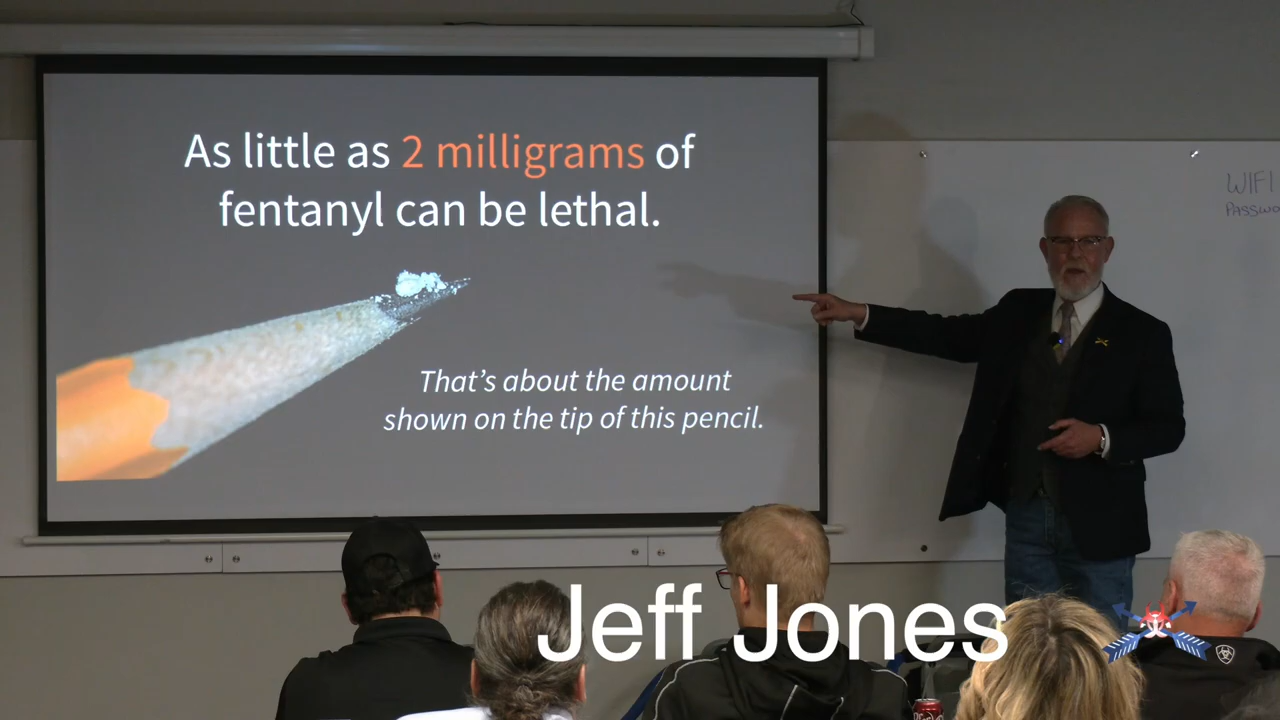 As little as 2 milligrams of
fentanyl can be lethal.
That's about the amount
shown on the tip of this pencil.
WIFI
Jeff Jones